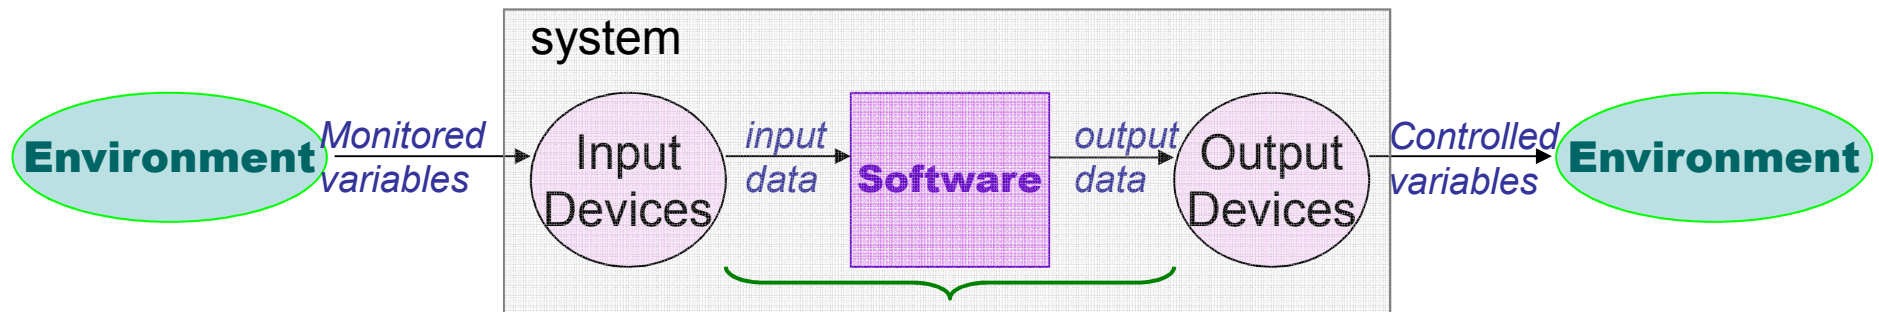 system
Environment
Monitored
variables
Input
Devices
input
data
Software
output
data
Output
Devices
Controlled
variables
Environment